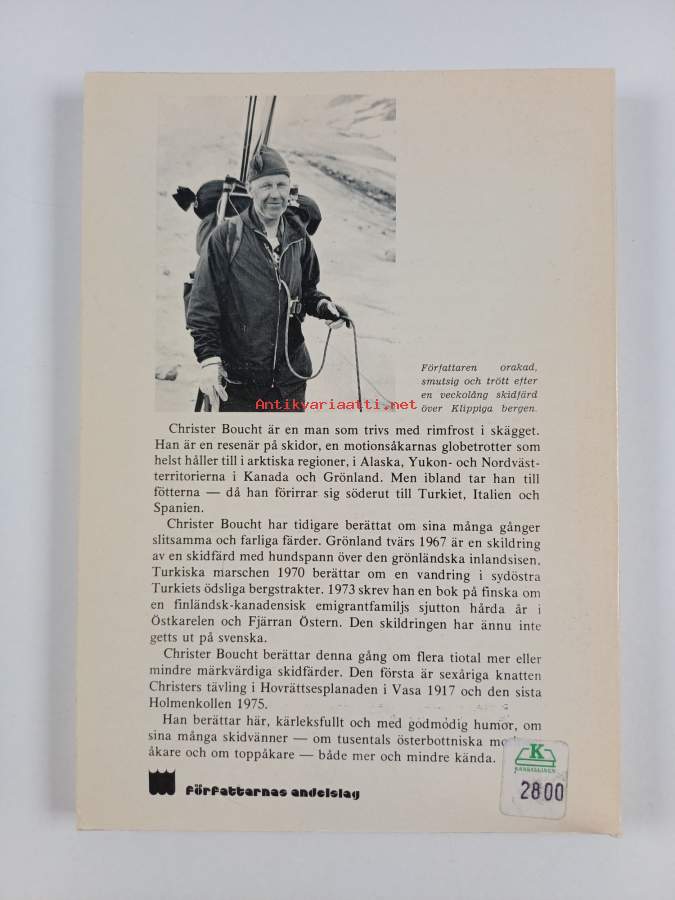 Författaren orakad,
smutsig och trött efter
en veckolång skidfärd
över Klippiga bergen.
Antikvariaatti.net
Christer Boucht är en man som trivs med rimfrost i skägget.
Han är en resenär på skidor, en motionsåkarnas globetrotter som
helst håller till i arktiska regioner, i Alaska, Yukon- och Nordväst-
territorierna i Kanada och Grönland. Men ibland tar han till
fötterna — då han förirrar sig söderut till Turkiet, Italien och
Spanien.
Christer Boucht har tidigare berättat om sina många gånger
slitsamma och farliga färder. Grönland tvärs 1967 är en skildring
av en skidfärd med hundspann över den grönländska inlandsisen.
Turkiska marschen 1970 berättar om en vandring i sydöstra
Turkiets ödsliga bergstrakter. 1973 skrev han en bok på finska om
en finländsk-kanadensisk emigrantfamiljs sjutton hårda år i
Östkarelen och Fjärran Östern. Den skildringen har ännu inte
getts ut på svenska.
Christer Boucht berättar denna gång om flera tiotal mer eller
mindre märkvärdiga skidfärder. Den första är sexåriga knatten
Christers tävling i Hovrättsesplanaden i Vasa 1917 och den sista
Holmenkollen 1975.
Han berättar här, kärleksfullt och med godmodig humor, om
sina många skidvänner — om tusentals österbottniska
åkare och om toppåkare — både mer och mindre kända.
K
KANSALLINEN
2800
författarnas andelslag